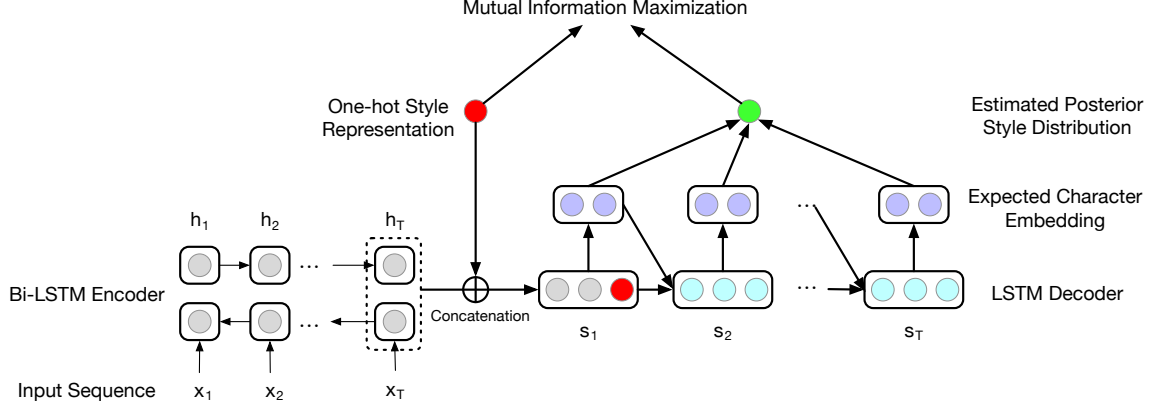 Mutual Information Maximization
One-hot Style
Representation
Estimated Posterior
Style Distribution
Expected Character
Embedding
h1 h2 hT
... ...
Bi-LSTM Encoder
... ...
Concatenation
LSTM Decoder
s1 s2 sT
Input Sequence
x1 x2 xT